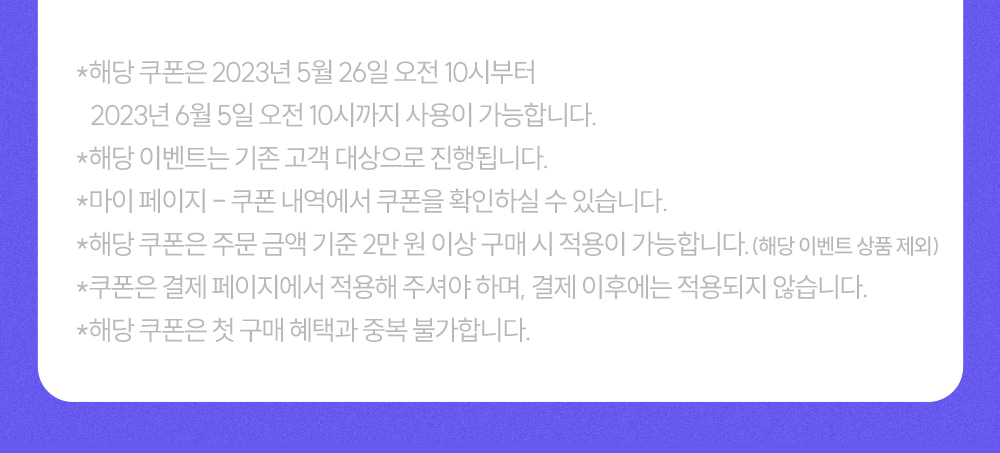 *해당 쿠폰은 2023년 5월 26일 오전 10시부터
2023년 6월 5일 오전 10시까지 사용이 가능합니다.
*해당 이벤트는 기존 고객 대상으로 진행됩니다.
*마이 페이지 - 쿠폰 내역에서 쿠폰을 확인하실 수 있습니다.
*해당 쿠폰은 주문 금액 기준 2만 원 이상 구매 시 적용이 가능합니다. (해당 이벤트 상품 제외)
*쿠폰은 결제 페이지에서 적용해 주셔야 하며, 결제 이후에는 적용되지 않습니다.
*해당 쿠폰은 첫 구매 혜택과 중복 불가합니다.